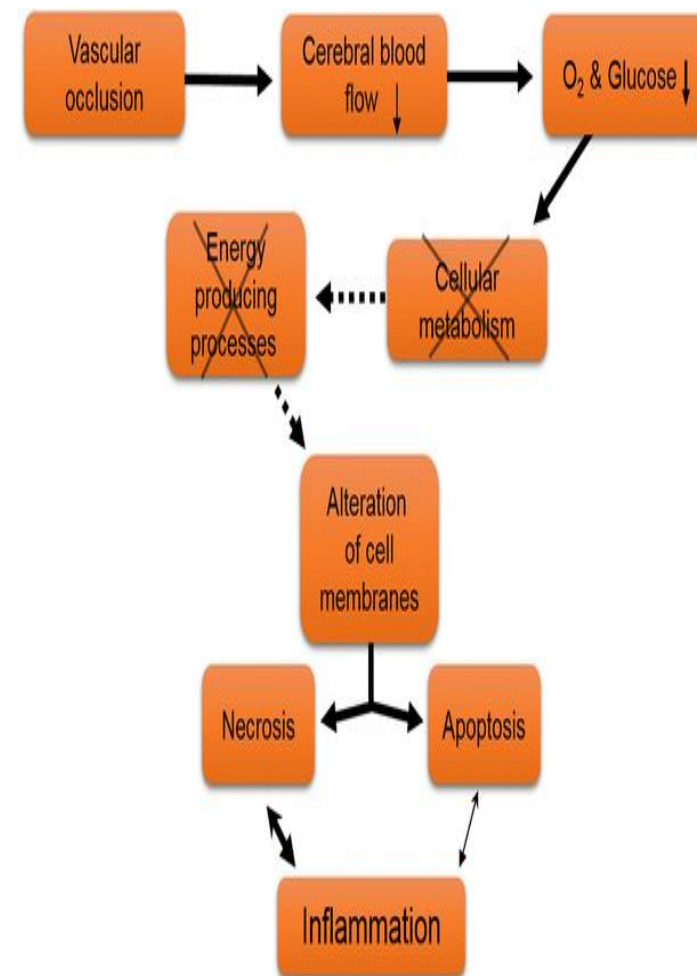 Vascular
occlusion
Cerebral blood
flow ↓
O₂ & Glucose ↓
Energy
producing
processes
Cellular
metabolism
Alteration
of cell
membranes
Necrosis
Apoptosis
Inflammation